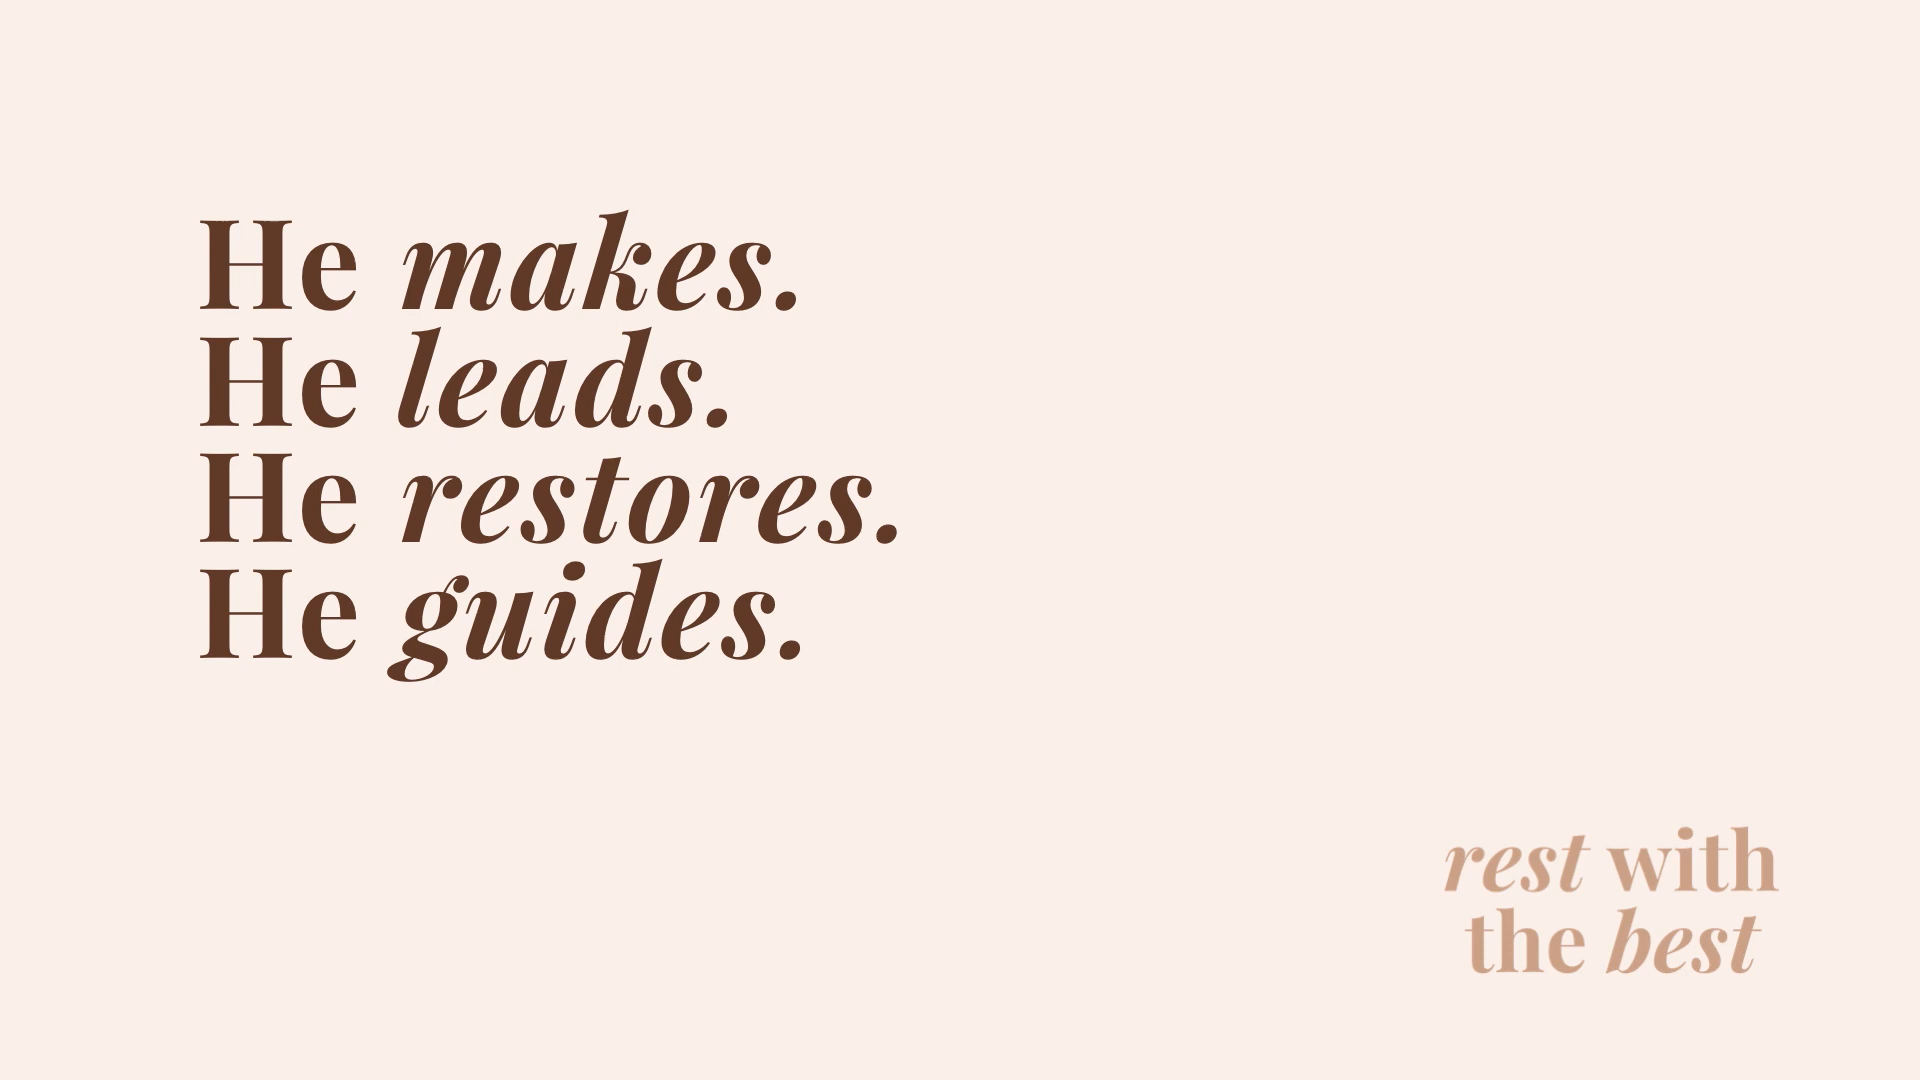 He makes.
He leads.
He restores.
He guides.
rest with
the best